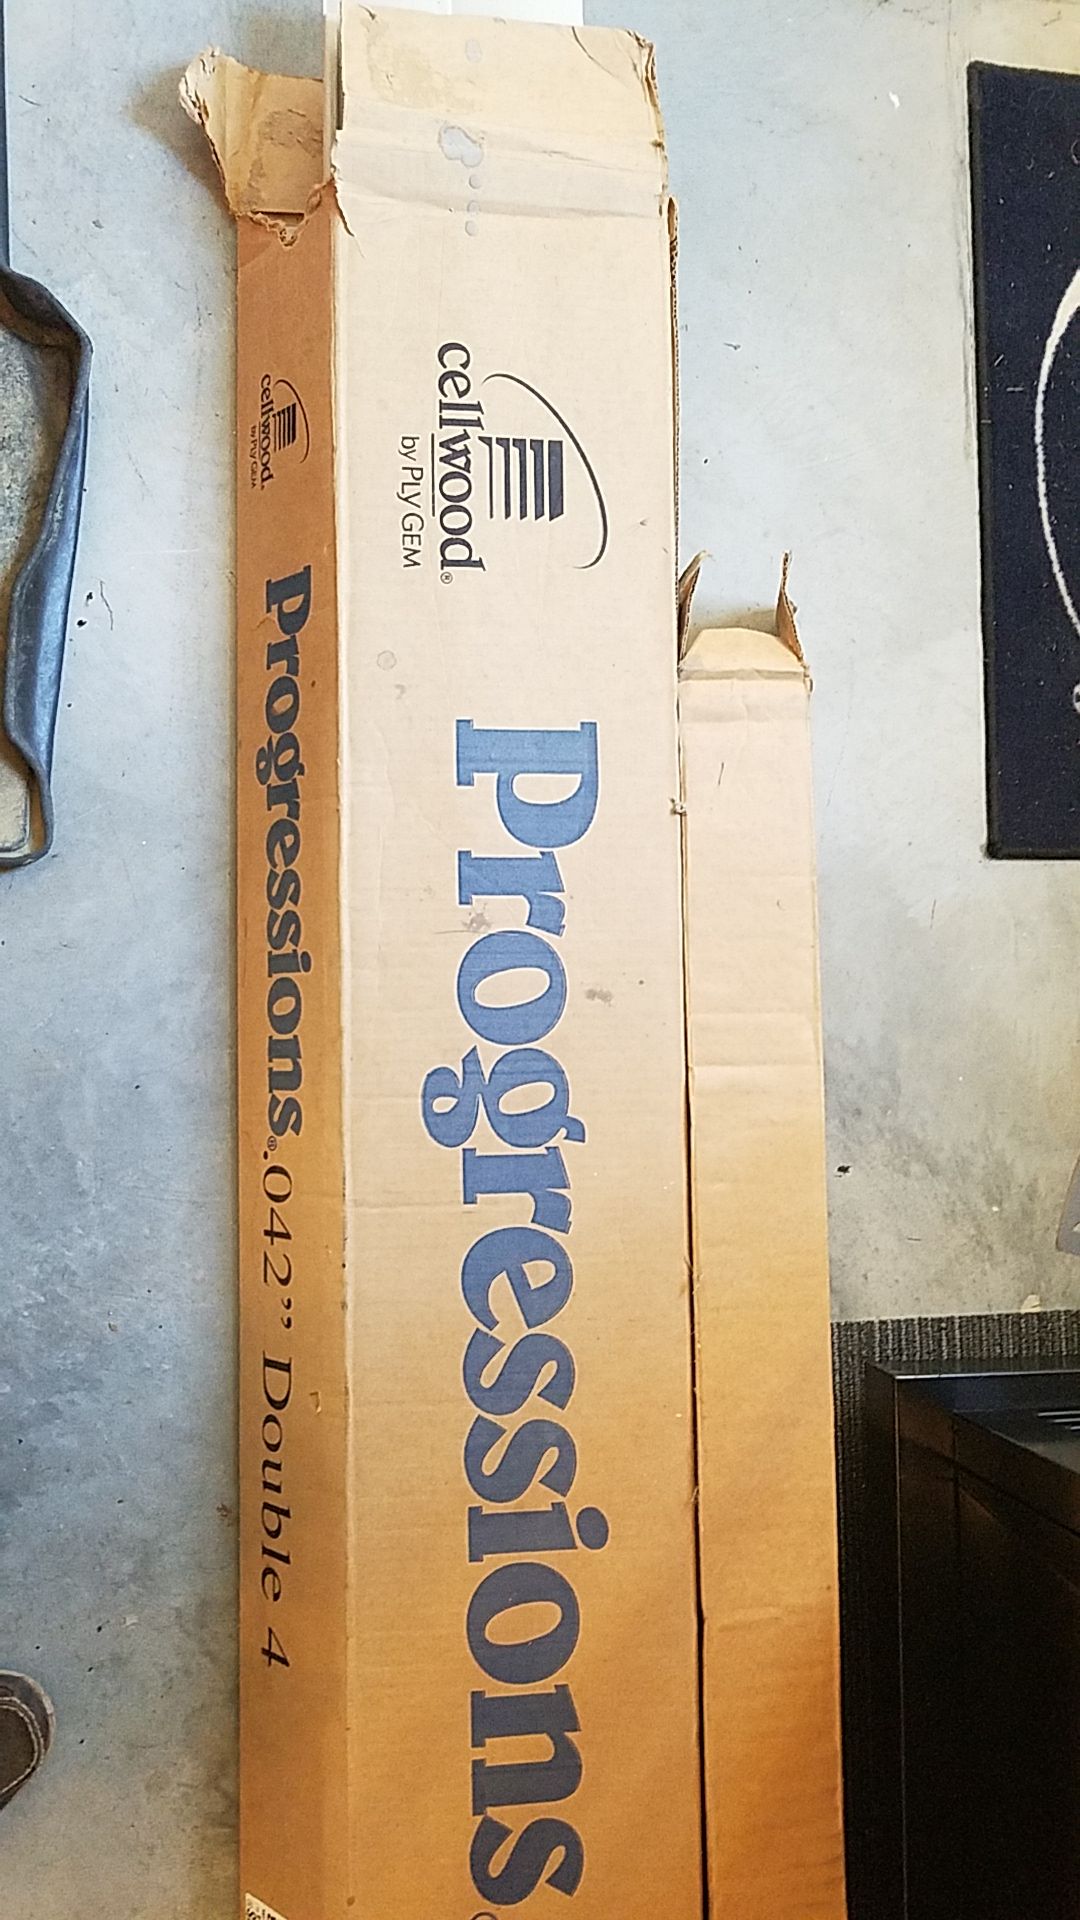 cellwood®
by PLY GEM
Progressions®
cellwood®
by PLY GEM
Progressions® .042” Double 4